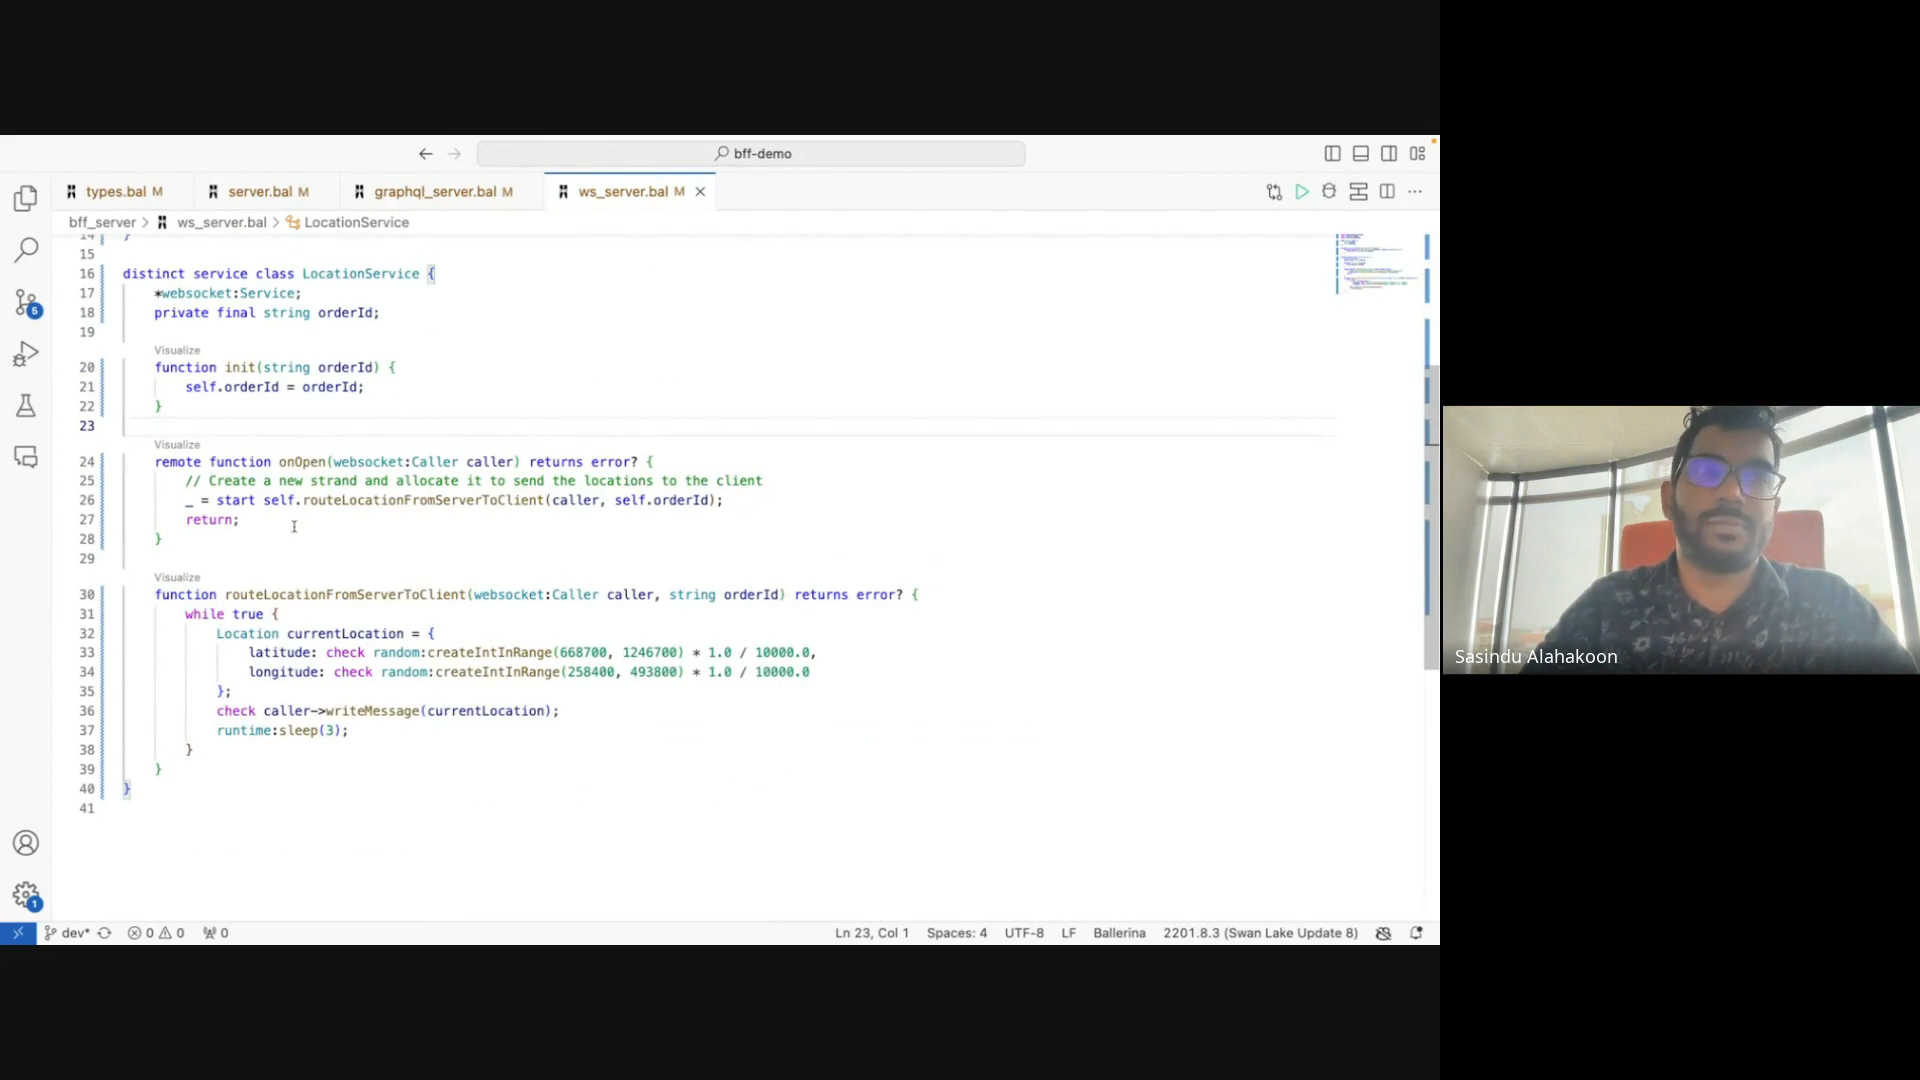 bff-demo
types.bal M
server.bal M
graphql_server.bal M
ws_server.bal M
bff_server > ws_server.bal > LocationService
14 }
15
16 distinct service class LocationService {
17 *websocket:Service;
18 private final string orderId;
19
Visualize
20 function init(string orderId) {
21 self.orderId = orderId;
22 }
23
Visualize
24 remote function onOpen(websocket:Caller caller) returns error? {
25 // Create a new strand and allocate it to send the locations to the client
26 _ = start self.routeLocationFromServerToClient(caller, self.orderId);
27 return;
28 }
29
Visualize
30 function routeLocationFromServerToClient(websocket:Caller caller, string orderId) returns error? {
31 while true {
32 Location currentLocation = {
33 latitude: check random:createIntInRange(668700, 1246700) * 1.0 / 10000.0,
34 longitude: check random:createIntInRange(258400, 493800) * 1.0 / 10000.0
35 };
36 check caller->writeMessage(currentLocation);
37 runtime:sleep(3);
38 }
39 }
40 }
41
5
1
dev* 0 0 0
Ln 23, Col 1 Spaces: 4 UTF-8 LF Ballerina 2201.8.3 (Swan Lake Update 8)
Sasindu Alahakoon